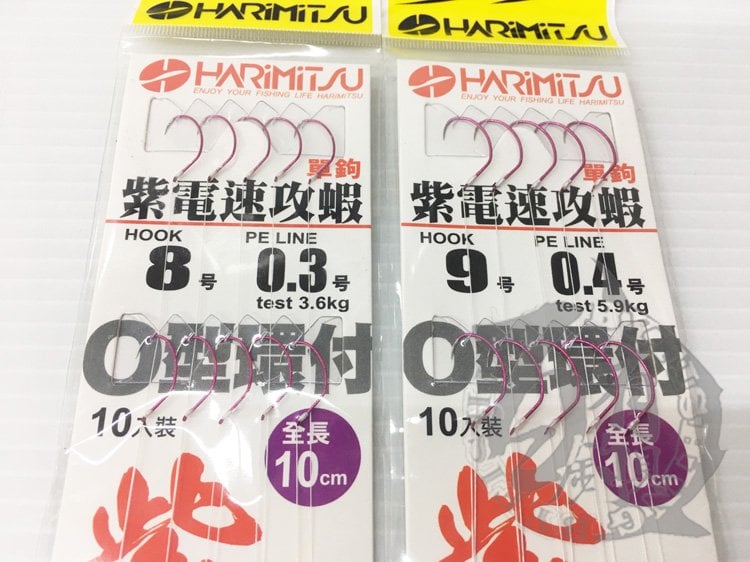 HARiMiTSU
HARiMiTSU
ENJOY YOUR FISHING LIFE HARIMITSU
單鉤
紫電速攻蝦
HOOK PE LINE
8号 0.3号
test 3.6kg
O型環付
10入裝
全長
10cm
紫
HARiMiTSU
HARiMiTSU
ENJOY YOUR FISHING LIFE HARIMITSU
單鉤
紫電速攻蝦
HOOK PE LINE
9号 0.4号
test 5.9kg
O型環付
10入裝
全長
10cm
紫